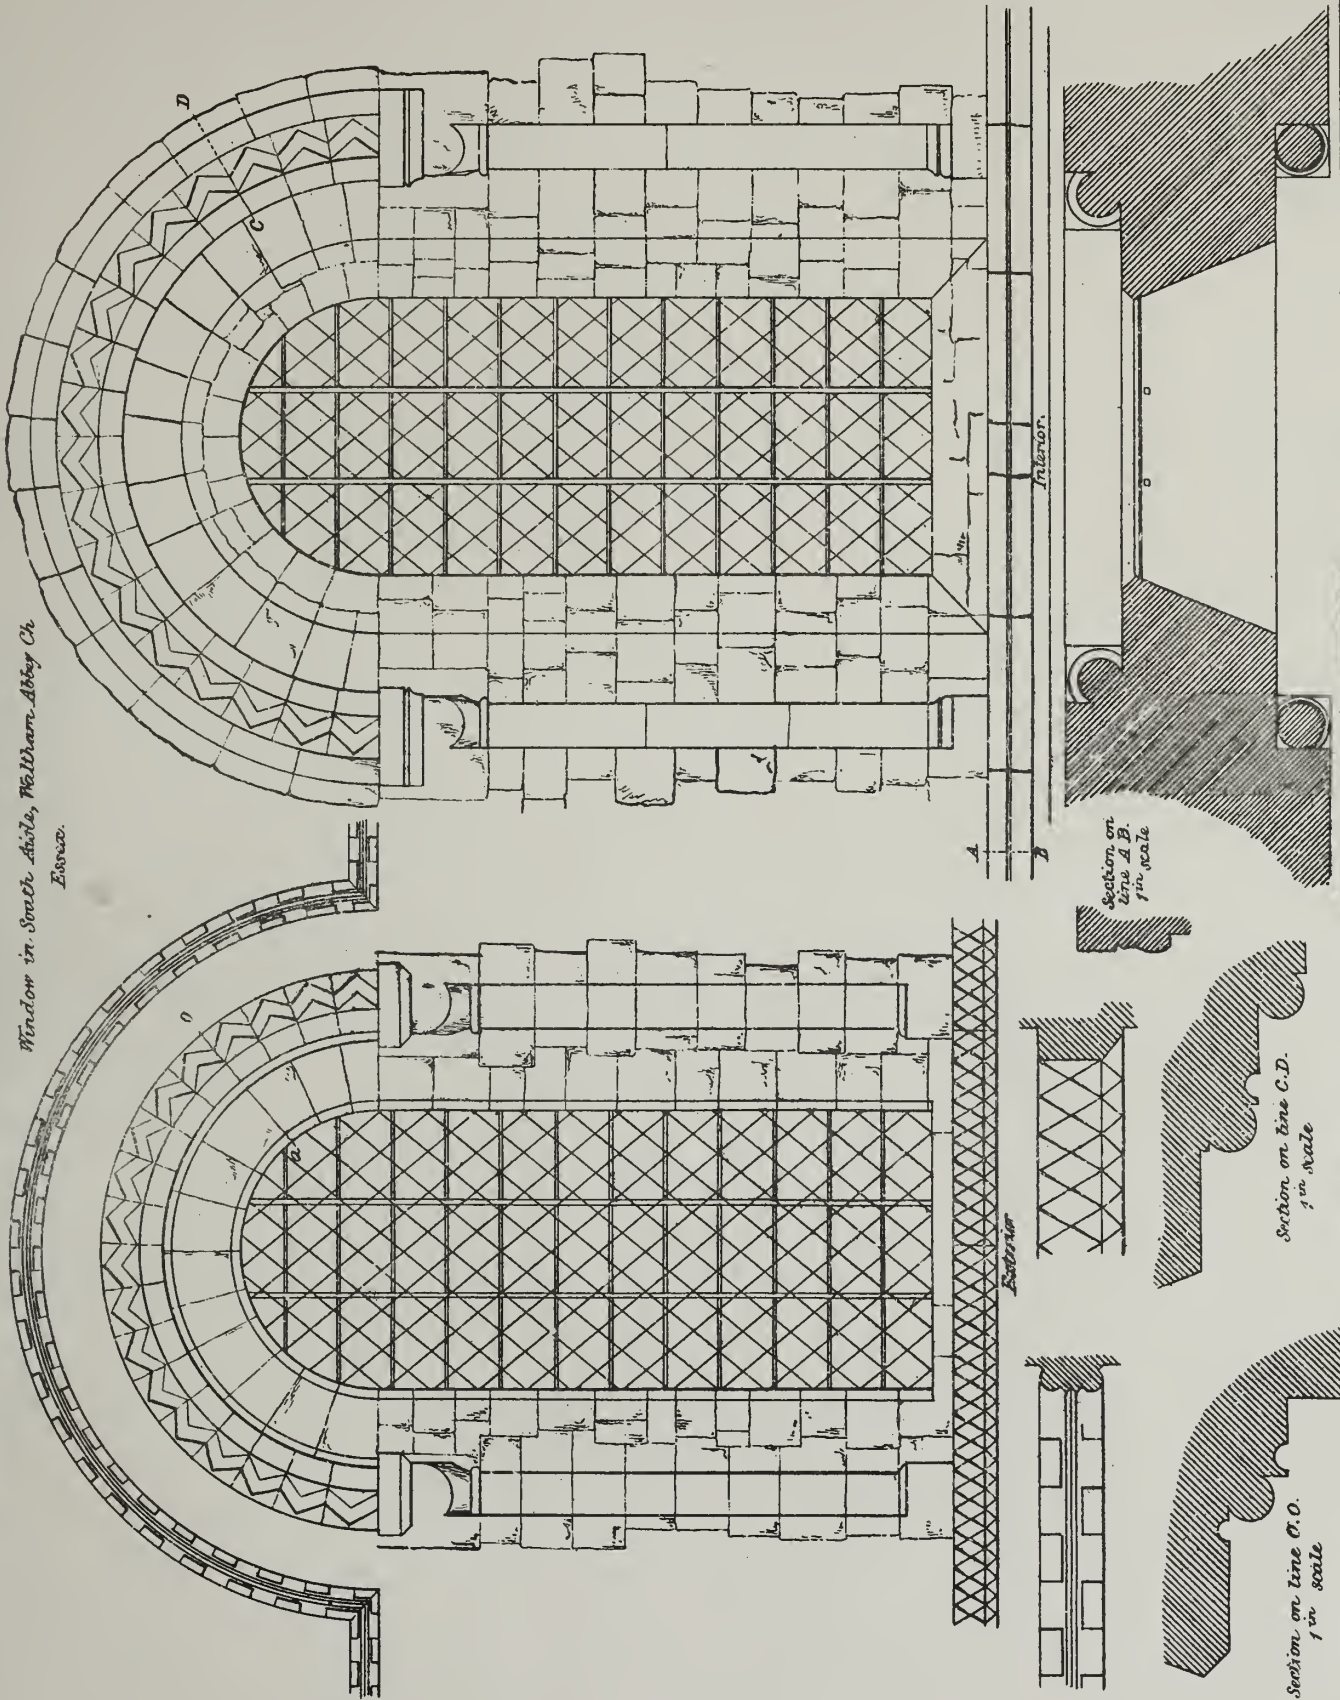 Window in South Aisle, Waltham Abbey Ch
Essex.
D
C
O
a
A
B
Interior.
Exterior
Section on
line A B.
1 in scale
Section on line C.D.
1 in scale
Section on line O.O.
1 in scale